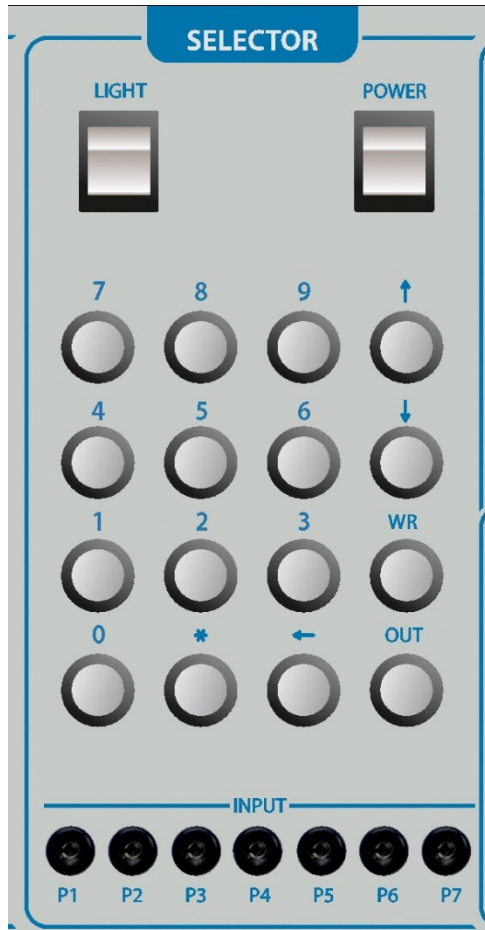 SELECTOR
LIGHT POWER
7 8 9 ↑
4 5 6 ↓
1 2 3 WR
0 * ← OUT
INPUT
P1 P2 P3 P4 P5 P6 P7